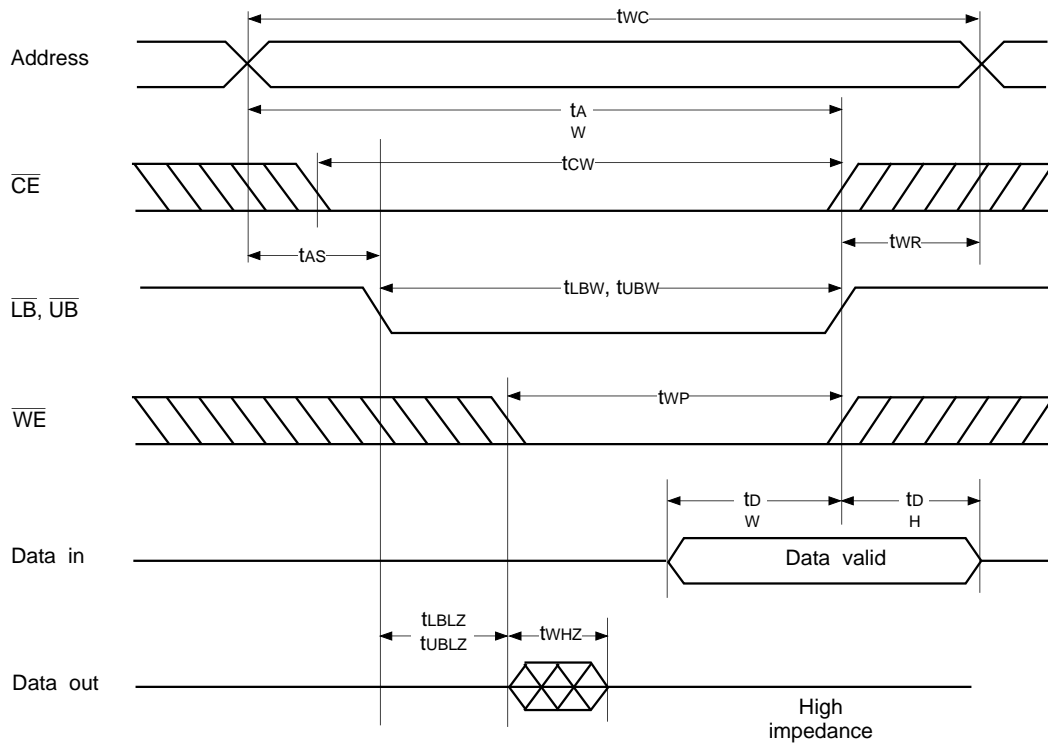 tWC
Address
tA
W
tCW
CE
tAS
tWR
tLBW, tUBW
LB, UB
tWP
WE
tD
W
tD
H
Data in
Data valid
tLBLZ
tUBLZ
tWHZ
Data out
High
impedance